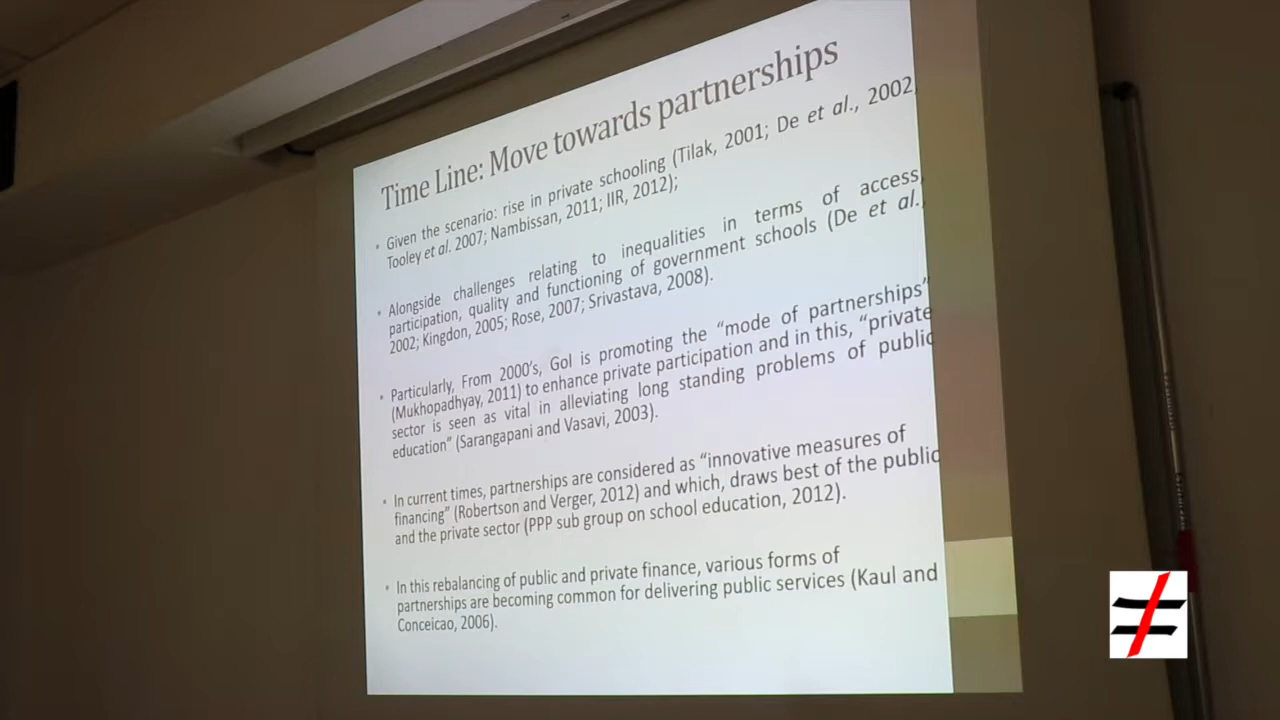 Time Line: Move towards partnerships
• Given the scenario: rise in private schooling (Tilak, 2001; De et al., 2002,
Tooley et al. 2007; Nambissan, 2011; IIR, 2012);
• Alongside challenges relating to inequalities in terms of access,
participation, quality and functioning of government schools (De et al.,
2002; Kingdon, 2005; Rose, 2007; Srivastava, 2008).
• Particularly, From 2000's, GoI is promoting the “mode of partnerships”
(Mukhopadhyay, 2011) to enhance private participation and in this, “private
sector is seen as vital in alleviating long standing problems of public
education” (Sarangapani and Vasavi, 2003).
• In current times, partnerships are considered as “innovative measures of
financing” (Robertson and Verger, 2012) and which, draws best of the public
and the private sector (PPP sub group on school education, 2012).
• In this rebalancing of public and private finance, various forms of
partnerships are becoming common for delivering public services (Kaul and
Conceicao, 2006).